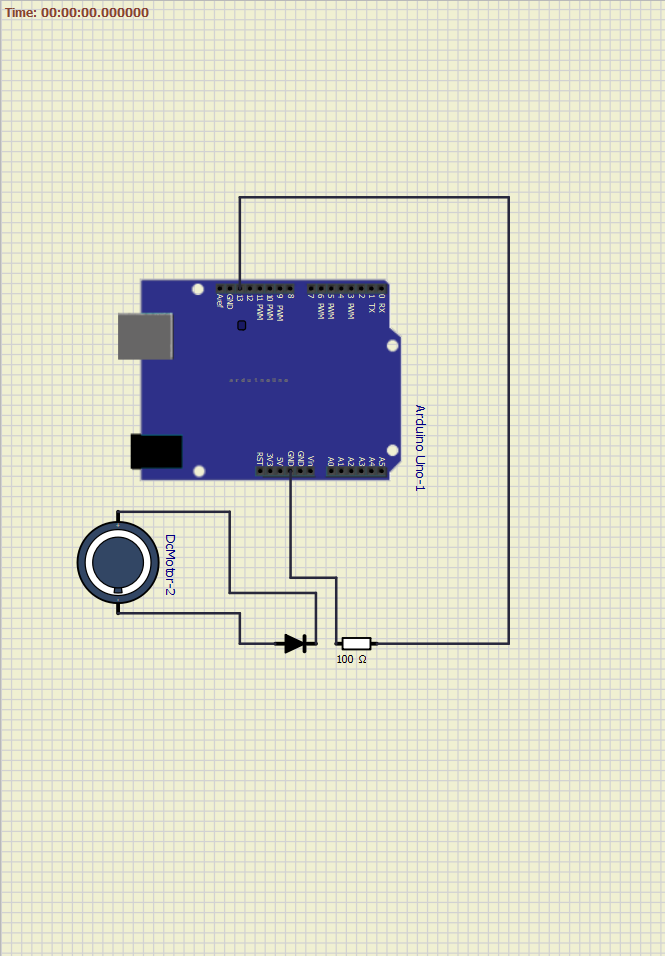 Time: 00:00:00.000000
Aref
GND
13
12
11 PWM
10 PWM
9 PWM
8
7
6 PWM
5 PWM
4
3 PWM
2
1 TX
0 RX
arduinoUno
Arduino Uno-1
RST
3V3
5V
GND
GND
Vin
A0
A1
A2
A3
A4
A5
DcMotor-2
100 Ω